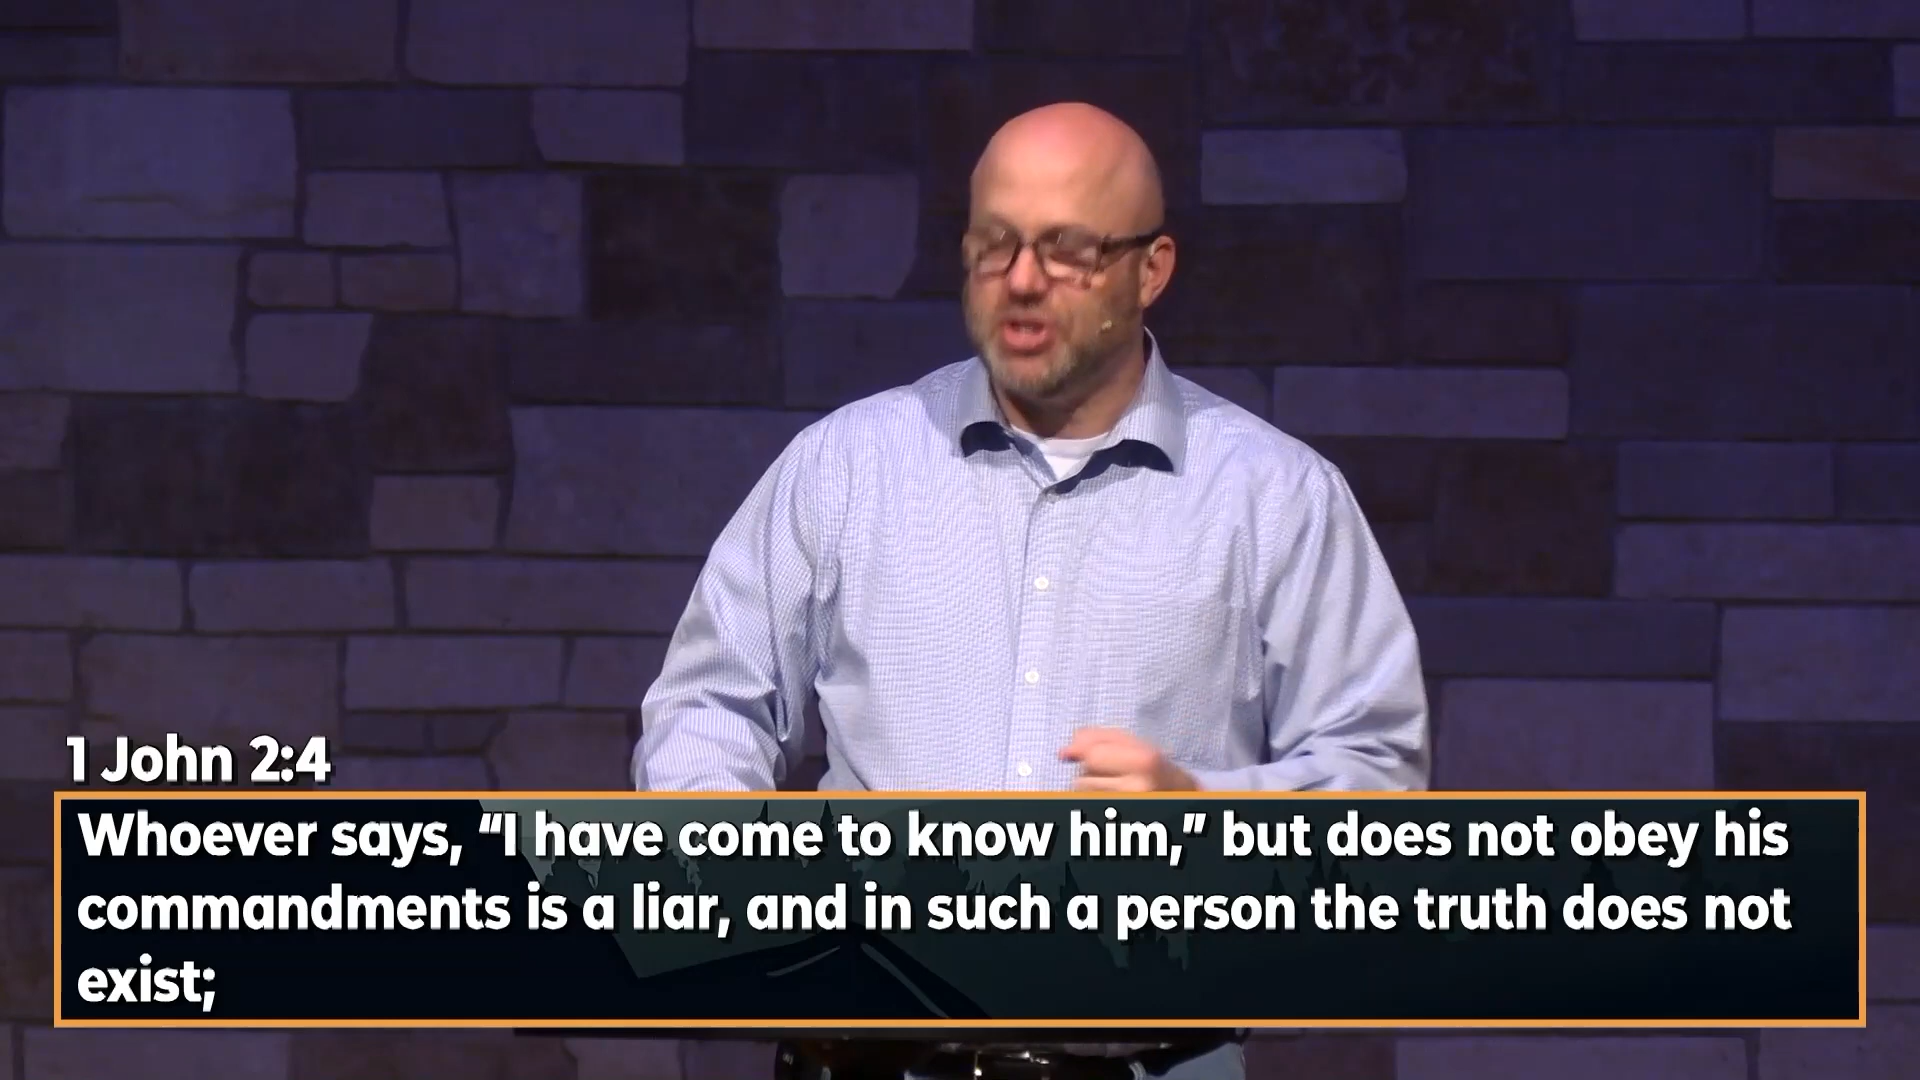 1 John 2:4
Whoever says, “I have come to know him,” but does not obey his
commandments is a liar, and in such a person the truth does not
exist;